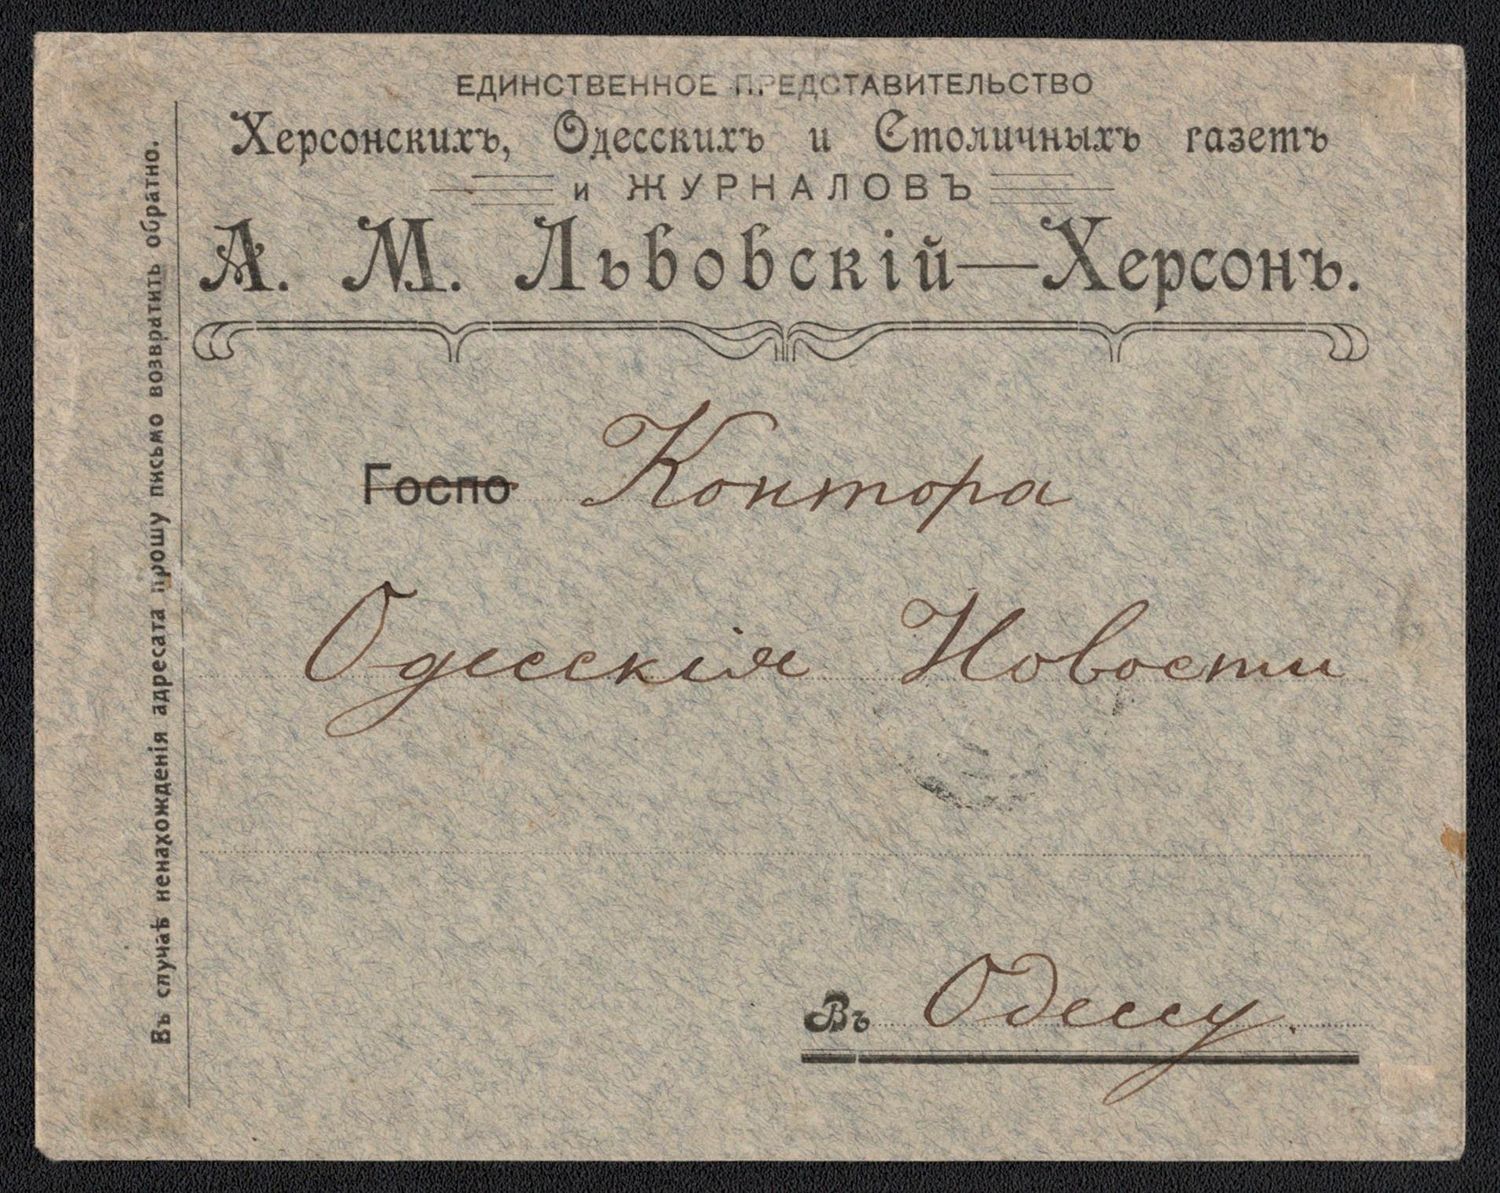 ЕДИНСТВЕННОЕ ПРЕДСТАВИТЕЛЬСТВО
Херсонскихъ, Одесскихъ и Столичныхъ газетъ
и ЖУРНАЛОВЪ
А. М. Львовскій—Херсонъ.
Госпо Контора
Одесскія Новости
Въ Одессу.
Въ случаѣ ненахожденія адресата прошу письмо возвратить обратно.